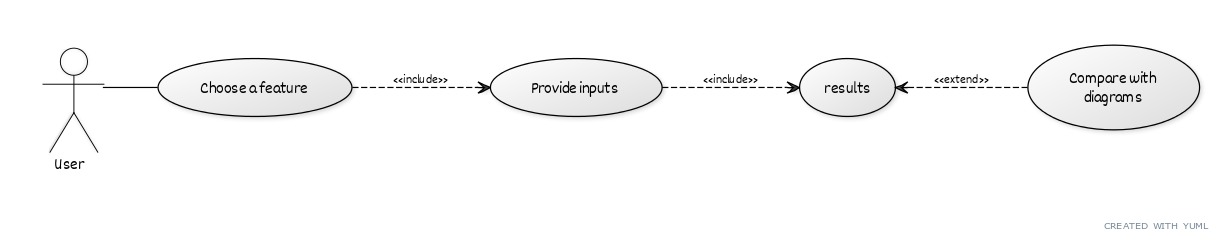 Choose a feature
<<include>>
Provide inputs
<<include>>
results
<<extend>>
Compare with
diagrams
User
CREATED WITH YUML